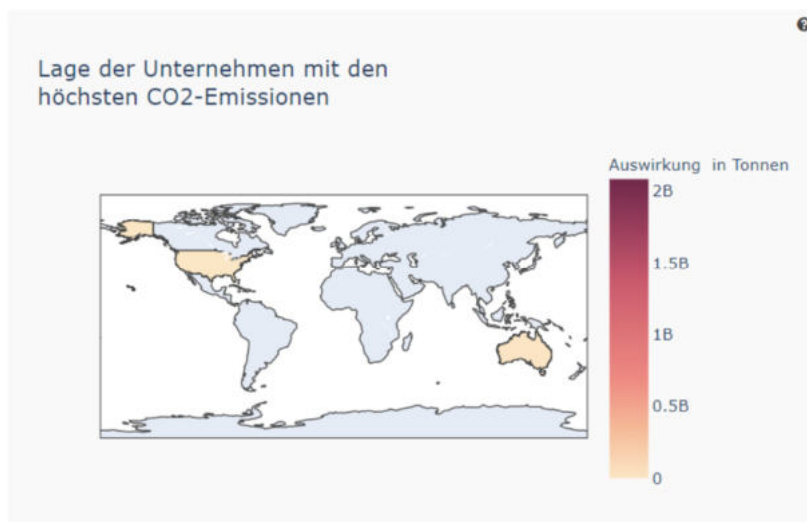 Lage der Unternehmen mit den
höchsten CO2-Emissionen
Auswirkung in Tonnen
2B
1.5B
1B
0.5B
0